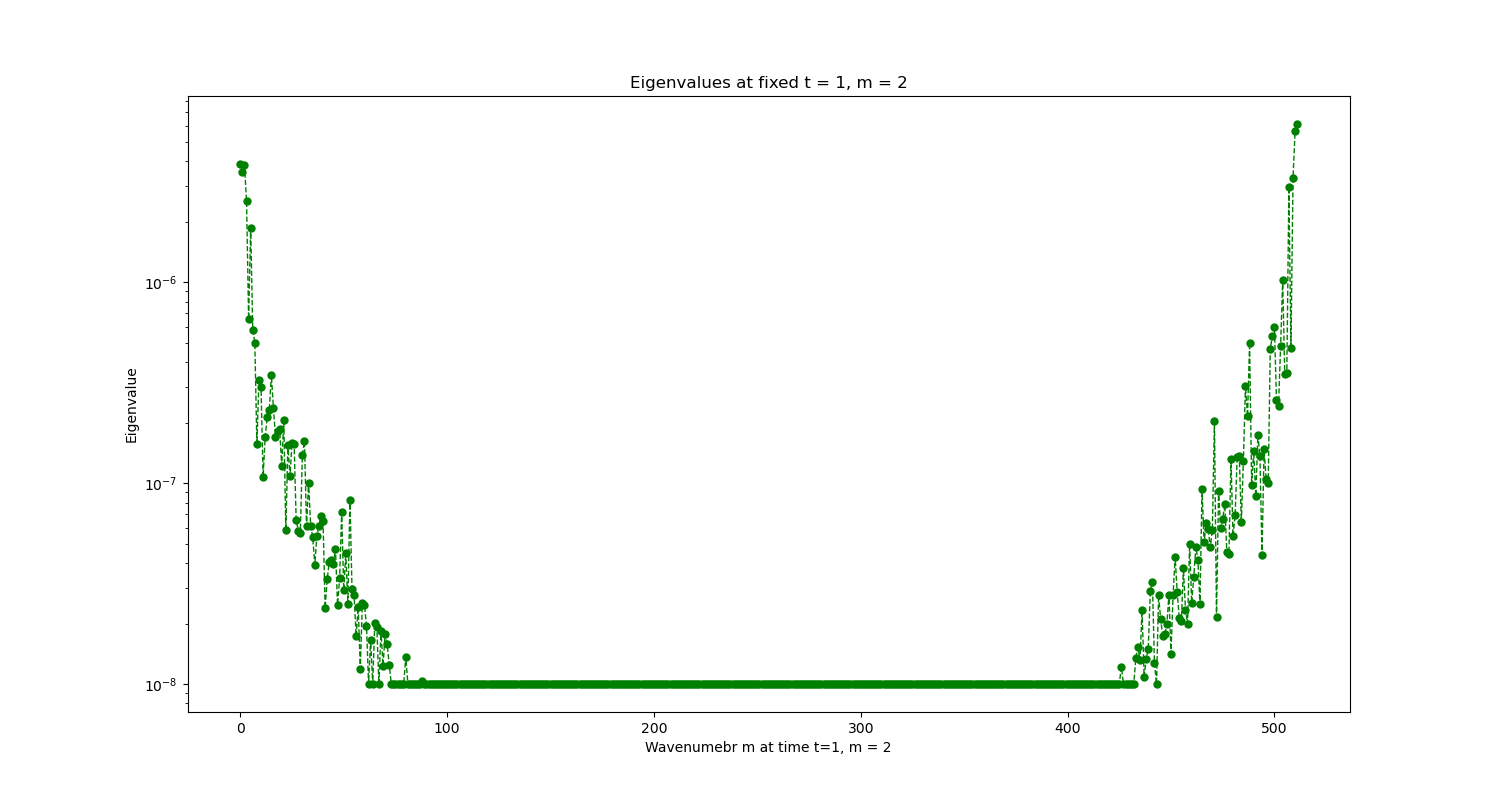 Eigenvalues at fixed t = 1, m = 2
Eigenvalue
10⁻⁶
10⁻⁷
10⁻⁸
0 100 200 300 400 500
Wavenumebr m at time t=1, m = 2